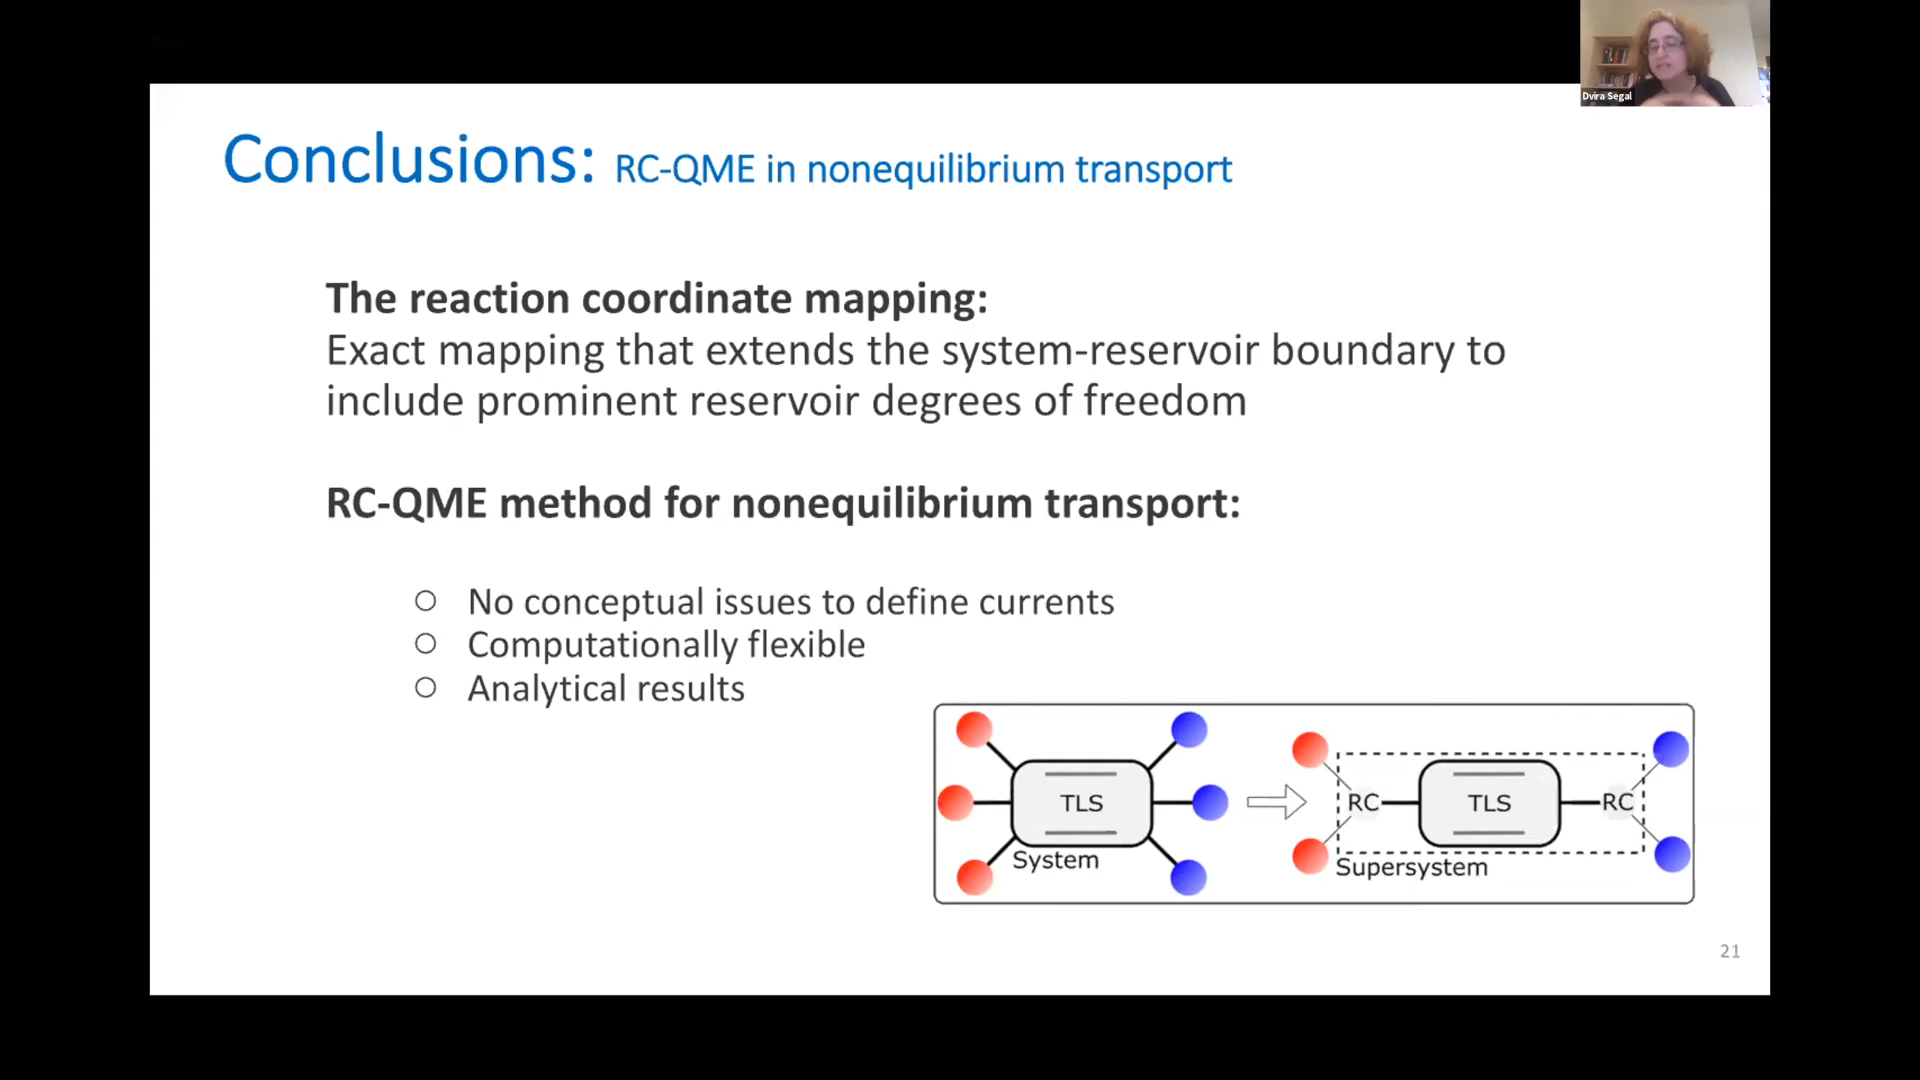 Dvira Segal
Conclusions: RC-QME in nonequilibrium transport
The reaction coordinate mapping:
Exact mapping that extends the system-reservoir boundary to
include prominent reservoir degrees of freedom
RC-QME method for nonequilibrium transport:
○ No conceptual issues to define currents
○ Computationally flexible
○ Analytical results
TLS
System
RC
TLS
RC
Supersystem
21